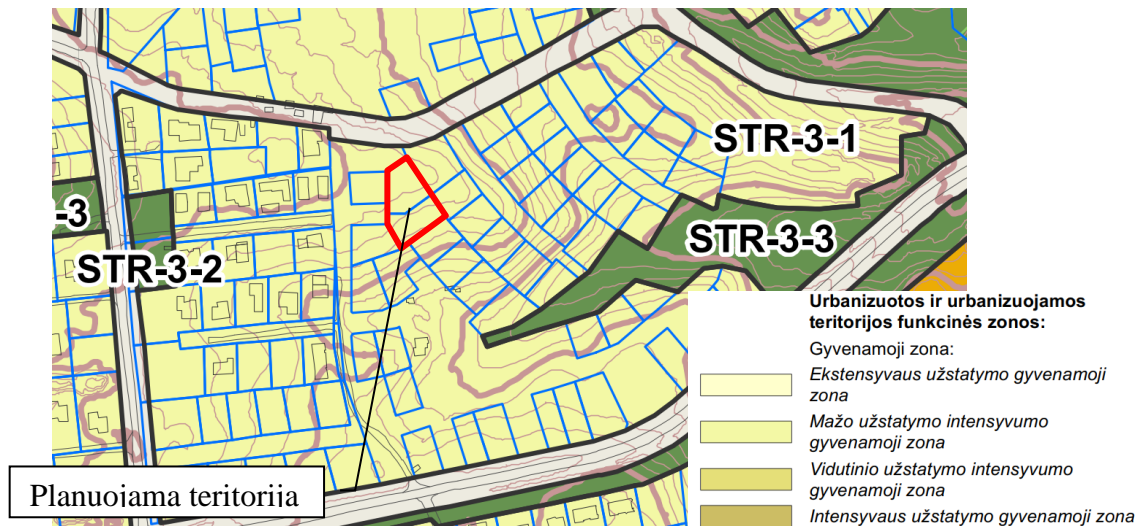 STR-3-1
-3
STR-3-3
STR-3-2
Urbanizuotos ir urbanizuojamos
teritorijos funkcinės zonos:
Gyvenamoji zona:
Ekstensyvaus užstatymo gyvenamoji
zona
Mažo užstatymo intensyvumo
gyvenamoji zona
Vidutinio užstatymo intensyvumo
gyvenamoji zona
Intensyvaus užstatymo gyvenamoji zona
Planuojama teritorija